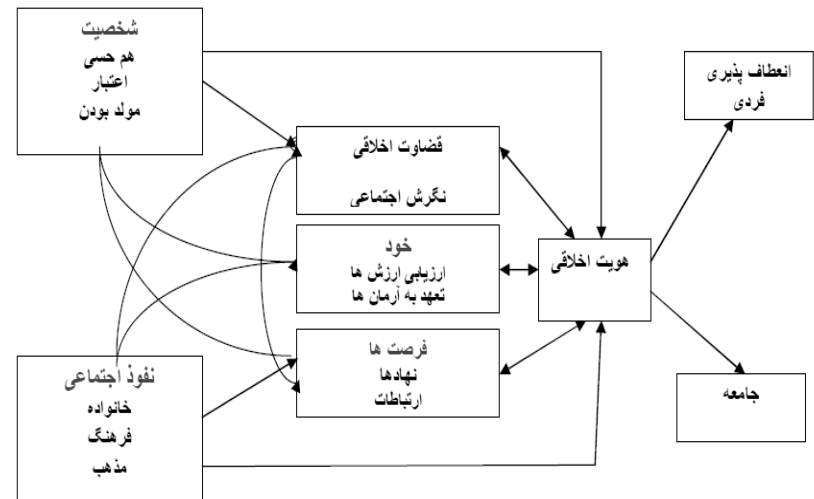 شخصیت
هم حسی
اعتبار
مولد بودن
انعطاف پذیری
فردی
قضاوت اخلاقی
نگرش اجتماعی
خود
ارزیابی ارزش ها
تعهد به آرمان ها
هویت اخلاقی
فرصت ها
نهادها
ارتباطات
نفوذ اجتماعی
خانواده
فرهنگ
مذهب
جامعه